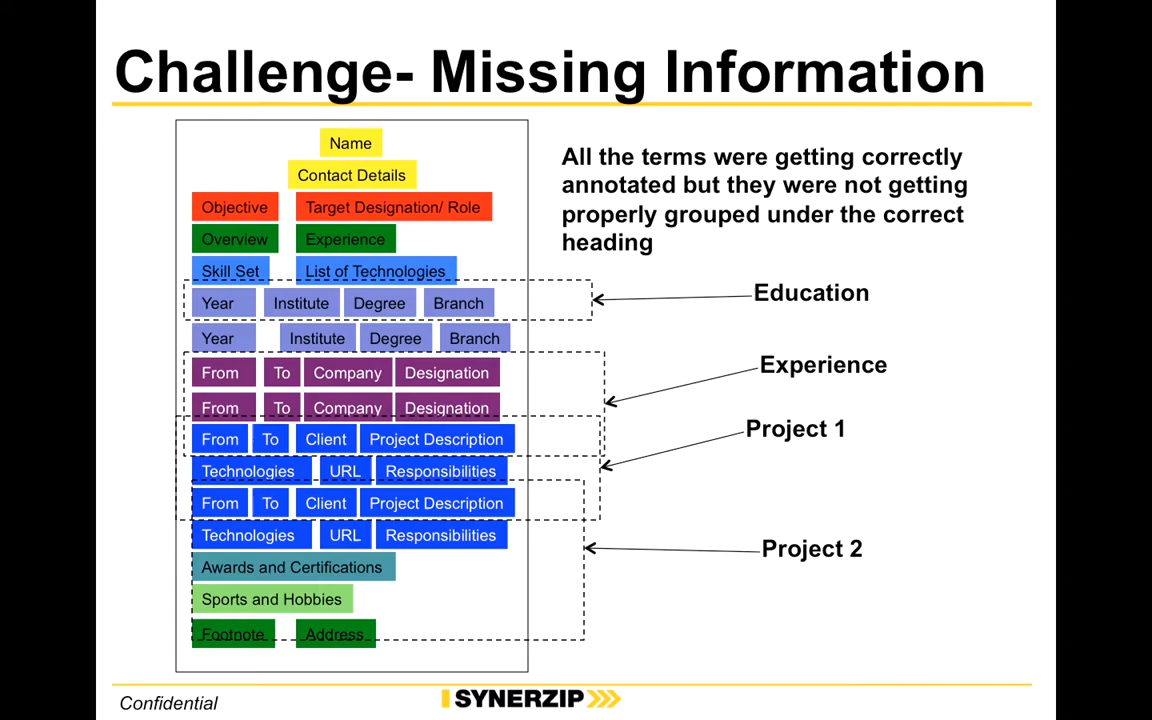 Challenge- Missing Information
Name
Contact Details
Objective Target Designation/ Role
Overview Experience
Skill Set List of Technologies
Year Institute Degree Branch
Year Institute Degree Branch
From To Company Designation
From To Company Designation
From To Client Project Description
Technologies URL Responsibilities
From To Client Project Description
Technologies URL Responsibilities
Awards and Certifications
Sports and Hobbies
Footnote Address
All the terms were getting correctly
annotated but they were not getting
properly grouped under the correct
heading
Education
Experience
Project 1
Project 2
Confidential
SYNERZIP